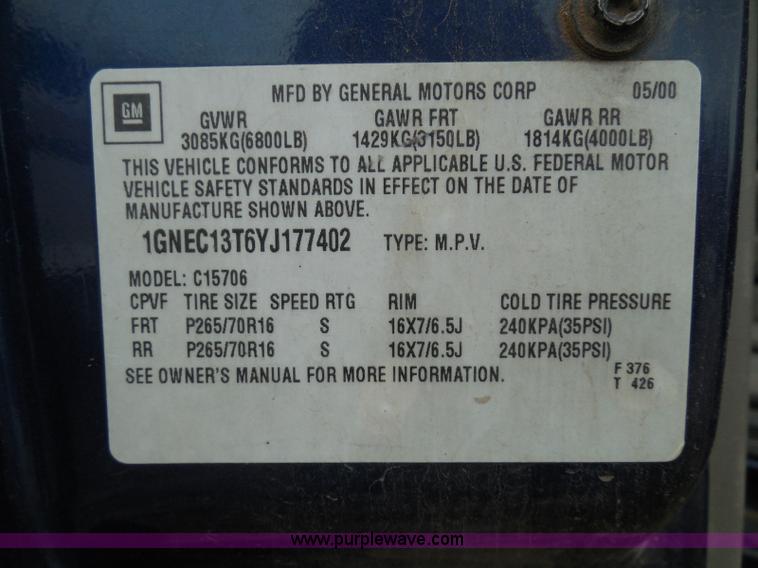 GM
MFD BY GENERAL MOTORS CORP 05/00
GVWR GAWR FRT GAWR RR
3085KG(6800LB) 1429KG(3150LB) 1814KG(4000LB)
THIS VEHICLE CONFORMS TO ALL APPLICABLE U.S. FEDERAL MOTOR
VEHICLE SAFETY STANDARDS IN EFFECT ON THE DATE OF
MANUFACTURE SHOWN ABOVE.
1GNEC13T6YJ177402 TYPE: M.P.V.
MODEL: C15706
CPVF TIRE SIZE SPEED RTG RIM COLD TIRE PRESSURE
FRT P265/70R16 S 16X7/6.5J 240KPA(35PSI)
RR P265/70R16 S 16X7/6.5J 240KPA(35PSI)
SEE OWNER'S MANUAL FOR MORE INFORMATION. F 376
T 426
www.purplewave.com